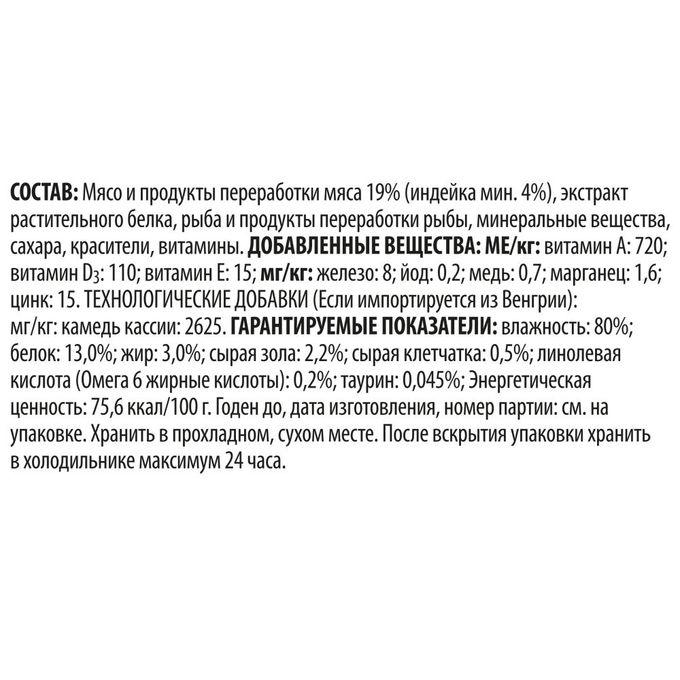 СОСТАВ: Мясо и продукты переработки мяса 19% (индейка мин. 4%), экстракт
растительного белка, рыба и продукты переработки рыбы, минеральные вещества,
сахара, красители, витамины. ДОБАВЛЕННЫЕ ВЕЩЕСТВА: МЕ/кг: витамин А: 720;
витамин D3: 110; витамин Е: 15; мг/кг: железо: 8; йод: 0,2; медь: 0,7; марганец: 1,6;
цинк: 15. ТЕХНОЛОГИЧЕСКИЕ ДОБАВКИ (Если импортируется из Венгрии):
мг/кг: камедь кассии: 2625. ГАРАНТИРУЕМЫЕ ПОКАЗАТЕЛИ: влажность: 80%;
белок: 13,0%; жир: 3,0%; сырая зола: 2,2%; сырая клетчатка: 0,5%; линолевая
кислота (Омега 6 жирные кислоты): 0,2%; таурин: 0,045%; Энергетическая
ценность: 75,6 ккал/100 г. Годен до, дата изготовления, номер партии: см. на
упаковке. Хранить в прохладном, сухом месте. После вскрытия упаковки хранить
в холодильнике максимум 24 часа.